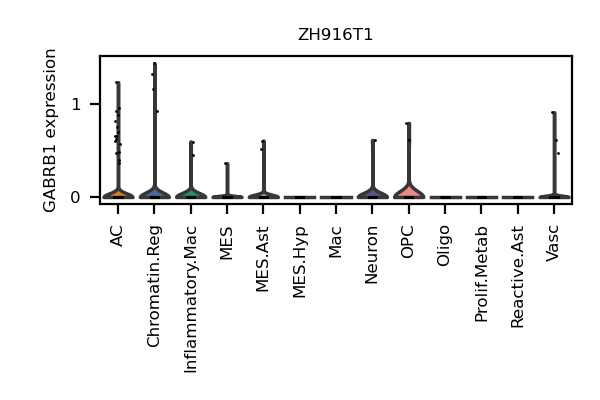 ZH916T1
GABRB1 expression
1
0
AC
Chromatin.Reg
Inflammatory.Mac
MES
MES.Ast
MES.Hyp
Mac
Neuron
OPC
Oligo
Prolif.Metab
Reactive.Ast
Vasc